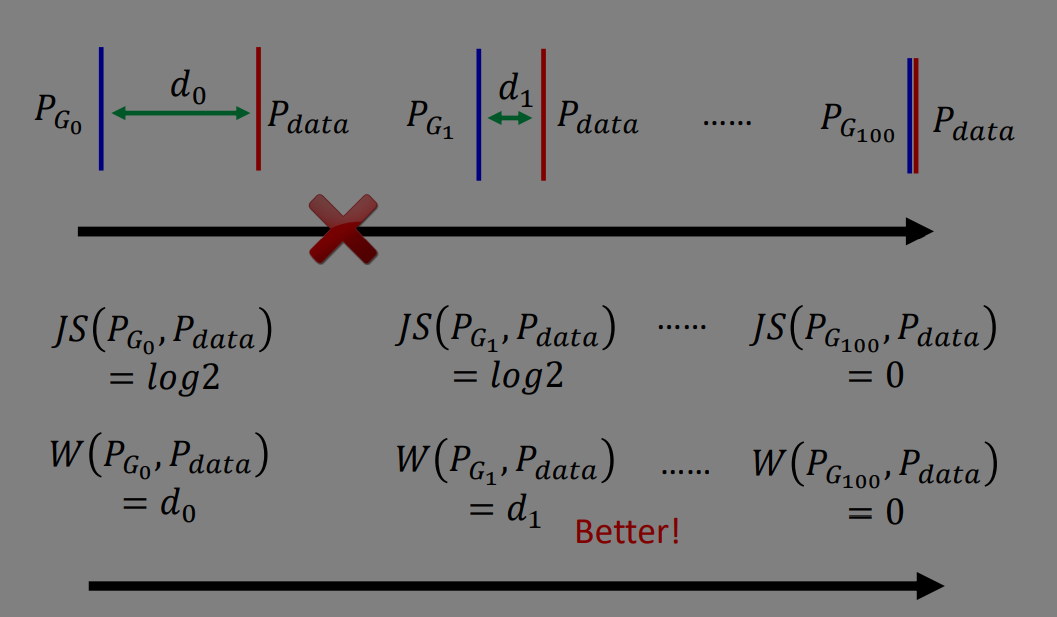 P_{G_0} d_0 P_{data} P_{G_1} d_1 P_{data} …… P_{G_{100}} P_{data}
JS(P_{G_0}, P_{data}) JS(P_{G_1}, P_{data}) …… JS(P_{G_{100}}, P_{data})
= log2 = log2 = 0
W(P_{G_0}, P_{data}) W(P_{G_1}, P_{data}) …… W(P_{G_{100}}, P_{data})
= d_0 = d_1 = 0
Better!